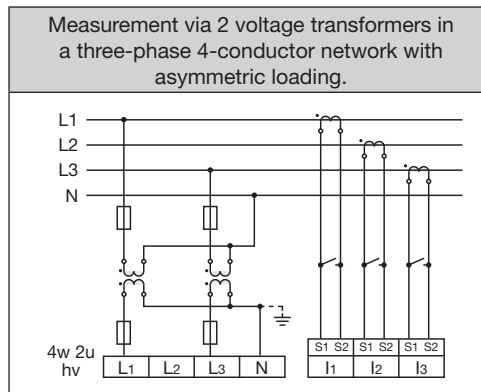 Measurement via 2 voltage transformers in
a three-phase 4-conductor network with
asymmetric loading.
L1
L2
L3
N
4w 2u
hv
L1 L2 L3 N
S1 S2 S1 S2 S1 S2
I1 I2 I3